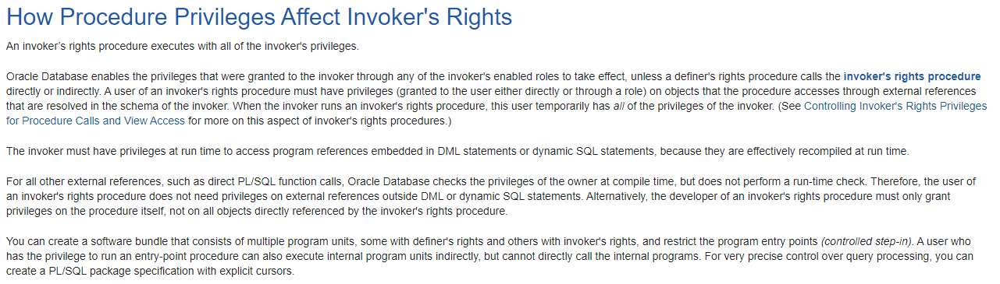 How Procedure Privileges Affect Invoker's Rights
An invoker’s rights procedure executes with all of the invoker's privileges.
Oracle Database enables the privileges that were granted to the invoker through any of the invoker's enabled roles to take effect, unless a definer's rights procedure calls the invoker's rights procedure
directly or indirectly. A user of an invoker's rights procedure must have privileges (granted to the user either directly or through a role) on objects that the procedure accesses through external references
that are resolved in the schema of the invoker. When the invoker runs an invoker's rights procedure, this user temporarily has all of the privileges of the invoker. (See Controlling Invoker's Rights Privileges
for Procedure Calls and View Access for more on this aspect of invoker's rights procedures.)
The invoker must have privileges at run time to access program references embedded in DML statements or dynamic SQL statements, because they are effectively recompiled at run time.
For all other external references, such as direct PL/SQL function calls, Oracle Database checks the privileges of the owner at compile time, but does not perform a run-time check. Therefore, the user of
an invoker's rights procedure does not need privileges on external references outside DML or dynamic SQL statements. Alternatively, the developer of an invoker's rights procedure must only grant
privileges on the procedure itself, not on all objects directly referenced by the invoker's rights procedure.
You can create a software bundle that consists of multiple program units, some with definer's rights and others with invoker's rights, and restrict the program entry points (controlled step-in). A user who
has the privilege to run an entry-point procedure can also execute internal program units indirectly, but cannot directly call the internal programs. For very precise control over query processing, you can
create a PL/SQL package specification with explicit cursors.